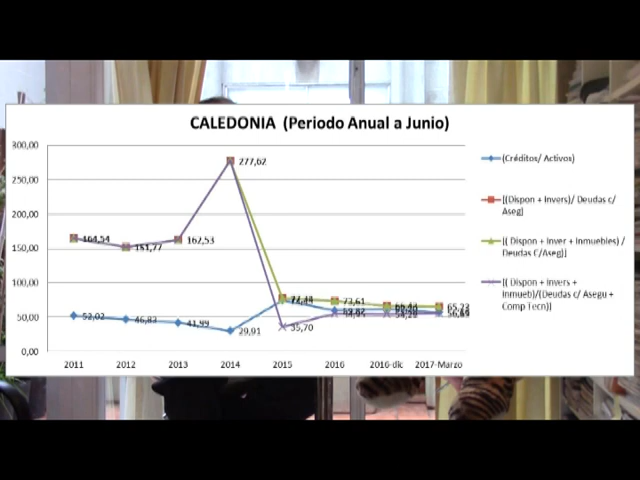 CALEDONIA (Periodo Anual a Junio)
300,00
250,00
200,00
150,00
100,00
50,00
0,00
277,62
164,54
151,77
162,53
52,02
46,82
41,99
29,91
35,70
73,61
65,22
2011
2012
2013
2014
2015
2016
2016-dic
2017-Marzo
(Créditos/ Activos)
[(Dispon + Invers)/ Deudas c/
Aseg]
[( Dispon + Inver + Inmuebles) /
Deudas C/Aseg)]
[( Dispon + Invers +
Inmueb)/(Deudas c/ Asegu +
Comp Tecn)]